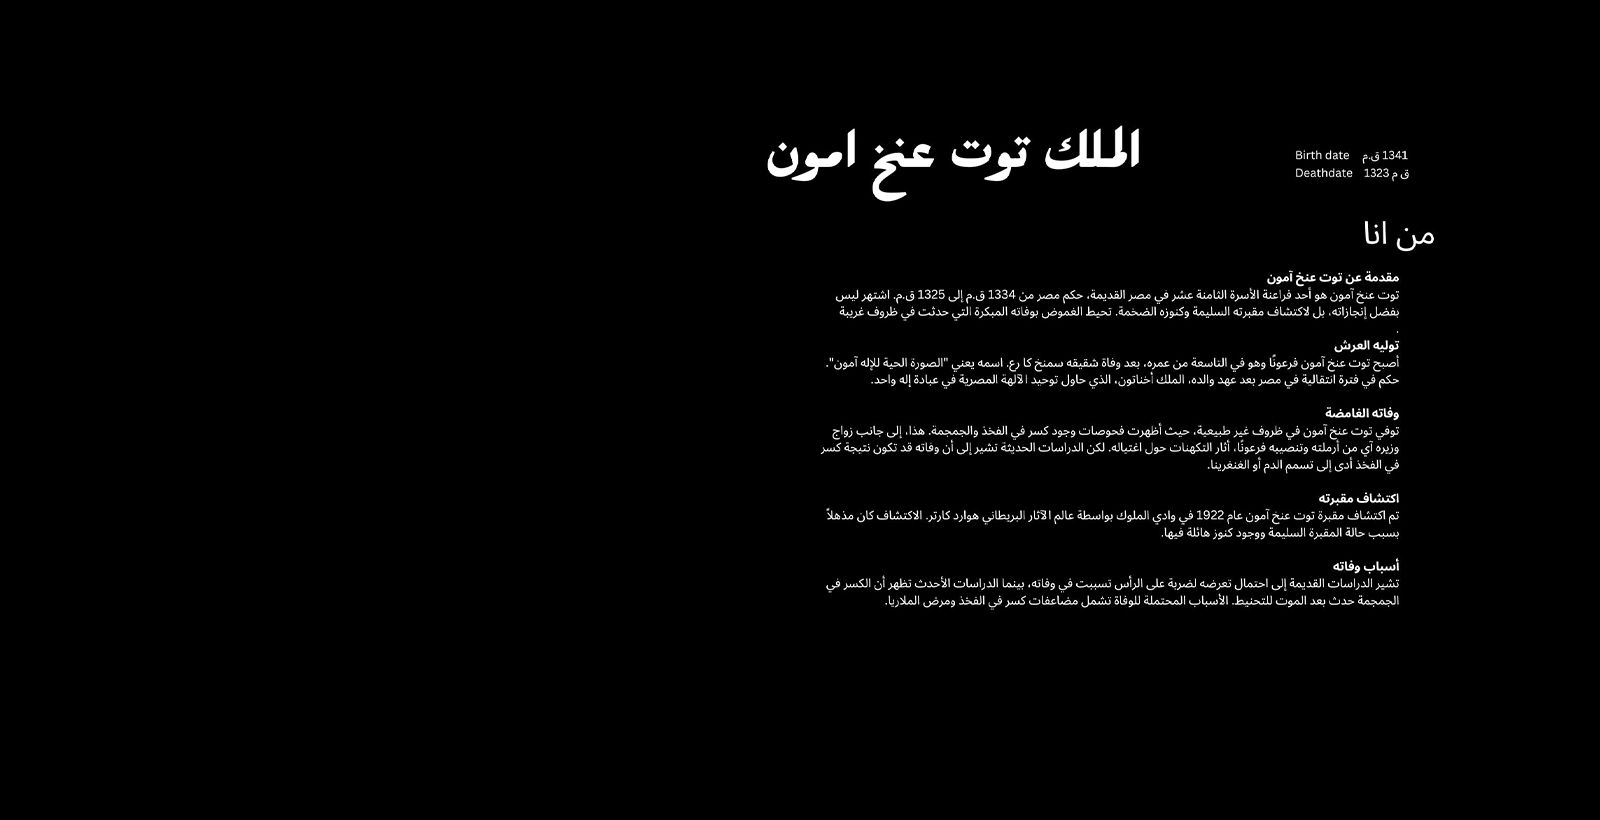 الملك توت عنخ امون
Birth date 1341 ق.م
Deathdate 1323 ق م
من انا
مقدمة عن توت عنخ آمون
توت عنخ آمون هو أحد فراعنة الأسرة الثامنة عشر في مصر القديمة، حكم مصر من 1334 ق.م إلى 1325 ق.م. اشتهر ليس
بفضل إنجازاته، بل لاكتشاف مقبرته السليمة وكنوزه الضخمة. تحيط الغموض بوفاته المبكرة التي حدثت في ظروف غريبة
.
توليه العرش
أصبح توت عنخ آمون فرعونًا وهو في التاسعة من عمره، بعد وفاة شقيقه سمنخ كا رع. اسمه يعني "الصورة الحية للإله آمون".
حكم في فترة انتقالية في مصر بعد عهد والده، الملك أخناتون، الذي حاول توحيد الآلهة المصرية في عبادة إله واحد.
وفاته الغامضة
توفي توت عنخ آمون في ظروف غير طبيعية، حيث أظهرت فحوصات وجود كسر في الفخذ والجمجمة. هذا، إلى جانب زواج
وزيره آي من أرملته وتنصيبه فرعونًا، أثار التكهنات حول اغتياله. لكن الدراسات الحديثة تشير إلى أن وفاته قد تكون نتيجة كسر
في الفخذ أدى إلى تسمم الدم أو الغنغرينا.
اكتشاف مقبرته
تم اكتشاف مقبرة توت عنخ آمون عام 1922 في وادي الملوك بواسطة عالم الآثار البريطاني هوارد كارتر. الاكتشاف كان مذهلاً
بسبب حالة المقبرة السليمة ووجود كنوز هائلة فيها.
أسباب وفاته
تشير الدراسات القديمة إلى احتمال تعرضه لضربة على الرأس تسببت في وفاته، بينما الدراسات الأحدث تظهر أن الكسر في
الجمجمة حدث بعد الموت للتحنيط. الأسباب المحتملة للوفاة تشمل مضاعفات كسر في الفخذ ومرض الملاريا.